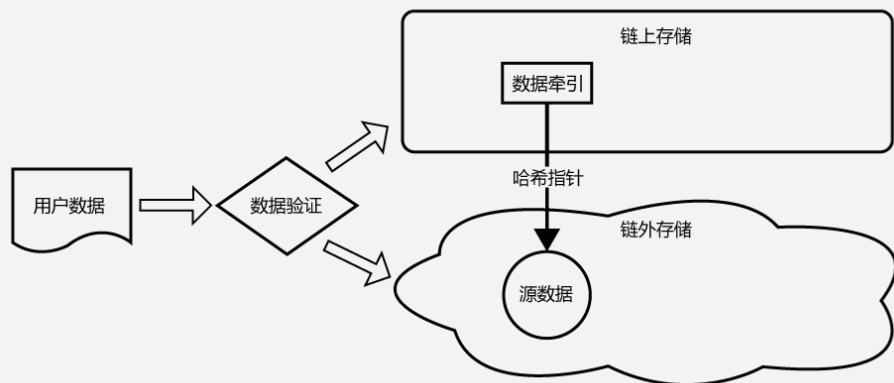 链上存储
数据牵引
哈希指针
用户数据
数据验证
链外存储
源数据